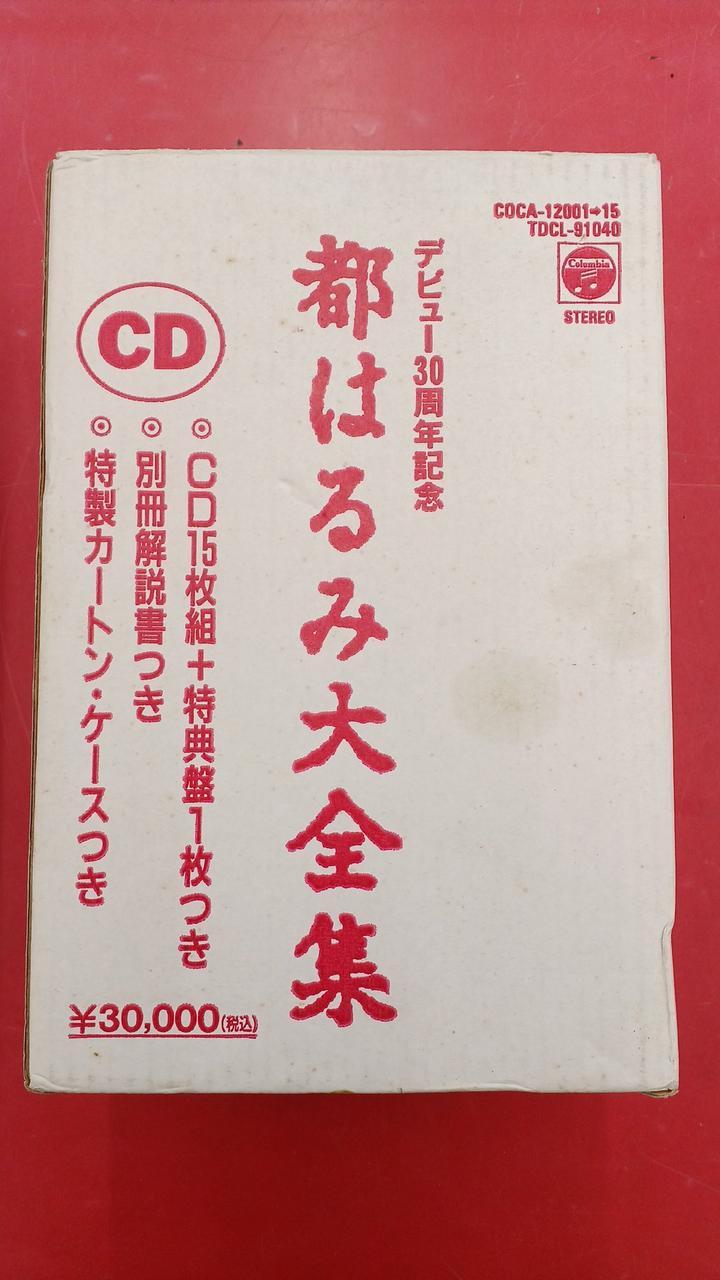 COCA-12001➔15
TDCL-91040
Columbia
STEREO
デビュー30周年記念
都はるみ大全集
CD
◎CD15枚組＋特典盤1枚つき
◎別冊解説書つき
◎特製カートン・ケースつき
¥30,000(税込)